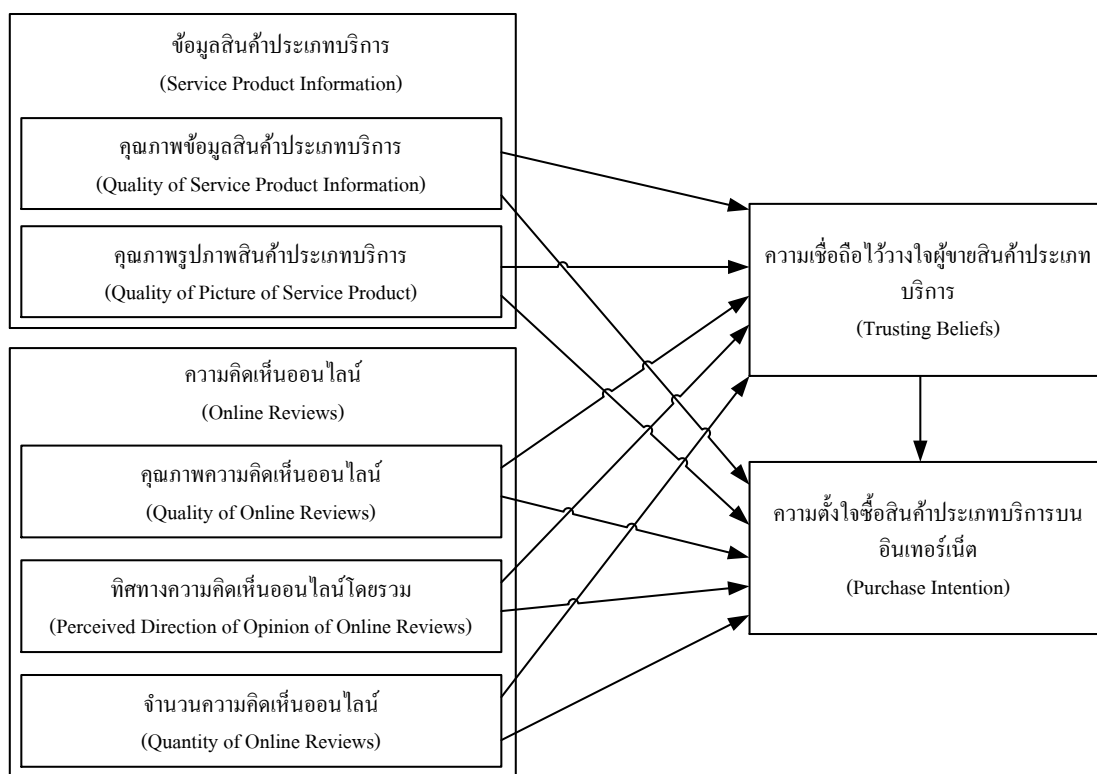 ข้อมูลสินค้าประเภทบริการ
(Service Product Information)
คุณภาพข้อมูลสินค้าประเภทบริการ
(Quality of Service Product Information)
คุณภาพรูปภาพสินค้าประเภทบริการ
(Quality of Picture of Service Product)
ความคิดเห็นออนไลน์
(Online Reviews)
คุณภาพความคิดเห็นออนไลน์
(Quality of Online Reviews)
ทิศทางความคิดเห็นออนไลน์โดยรวม
(Perceived Direction of Opinion of Online Reviews)
จำนวนความคิดเห็นออนไลน์
(Quantity of Online Reviews)
ความเชื่อถือไว้วางใจผู้ขายสินค้าประเภท
บริการ
(Trusting Beliefs)
ความตั้งใจซื้อสินค้าประเภทบริการบน
อินเทอร์เน็ต
(Purchase Intention)